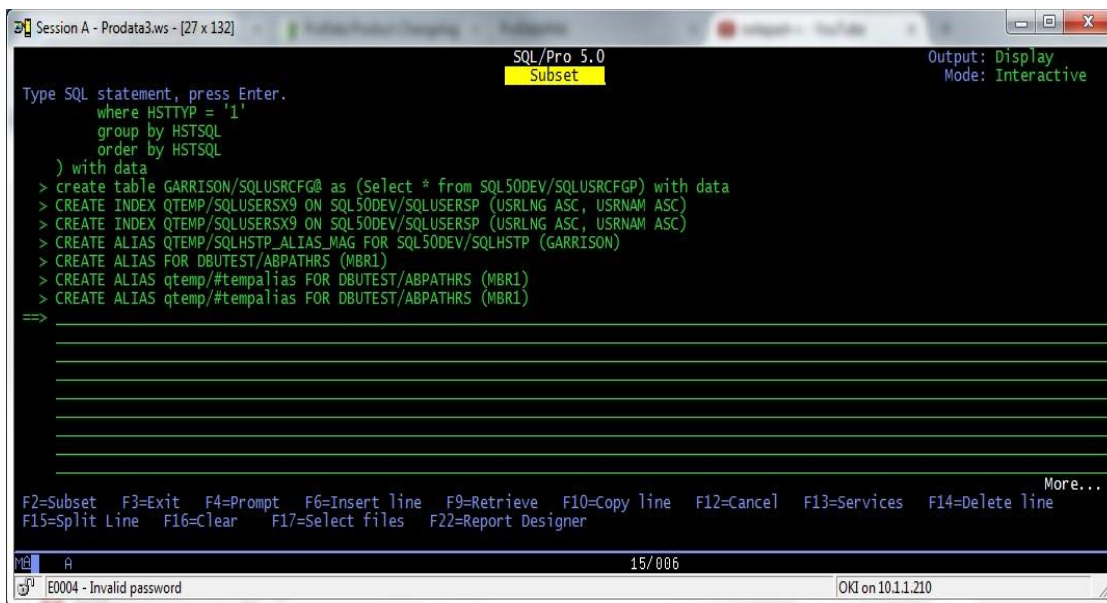 Session A - Prodata3.ws - [27 x 132]
SQL/Pro 5.0
Output: Display
Subset
Mode: Interactive
Type SQL statement, press Enter.
where HSTTYP = '1'
group by HSTSQL
order by HSTSQL
) with data
> create table GARRISON/SQLUSRCFG@ as (Select * from SQL50DEV/SQLUSRCFGP) with data
> CREATE INDEX QTEMP/SQLUSERSX9 ON SQL50DEV/SQLUSERSP (USRLNG ASC, USRNAM ASC)
> CREATE INDEX QTEMP/SQLUSERSX9 ON SQL50DEV/SQLUSERSP (USRLNG ASC, USRNAM ASC)
> CREATE ALIAS QTEMP/SQLHSTP_ALIAS_MAG FOR SQL50DEV/SQLHSTP (GARRISON)
> CREATE ALIAS FOR DBUTEST/ABPATHRS (MBR1)
> CREATE ALIAS qtemp/#tempalias FOR DBUTEST/ABPATHRS (MBR1)
> CREATE ALIAS qtemp/#tempalias FOR DBUTEST/ABPATHRS (MBR1)
==>
More...
F2=Subset F3=Exit F4=Prompt F6=Insert line F9=Retrieve F10=Copy line F12=Cancel F13=Services F14=Delete line
F15=Split Line F16=Clear F17=Select files F22=Report Designer
MA A 15/006
E0004 - Invalid password OKI on 10.1.1.210